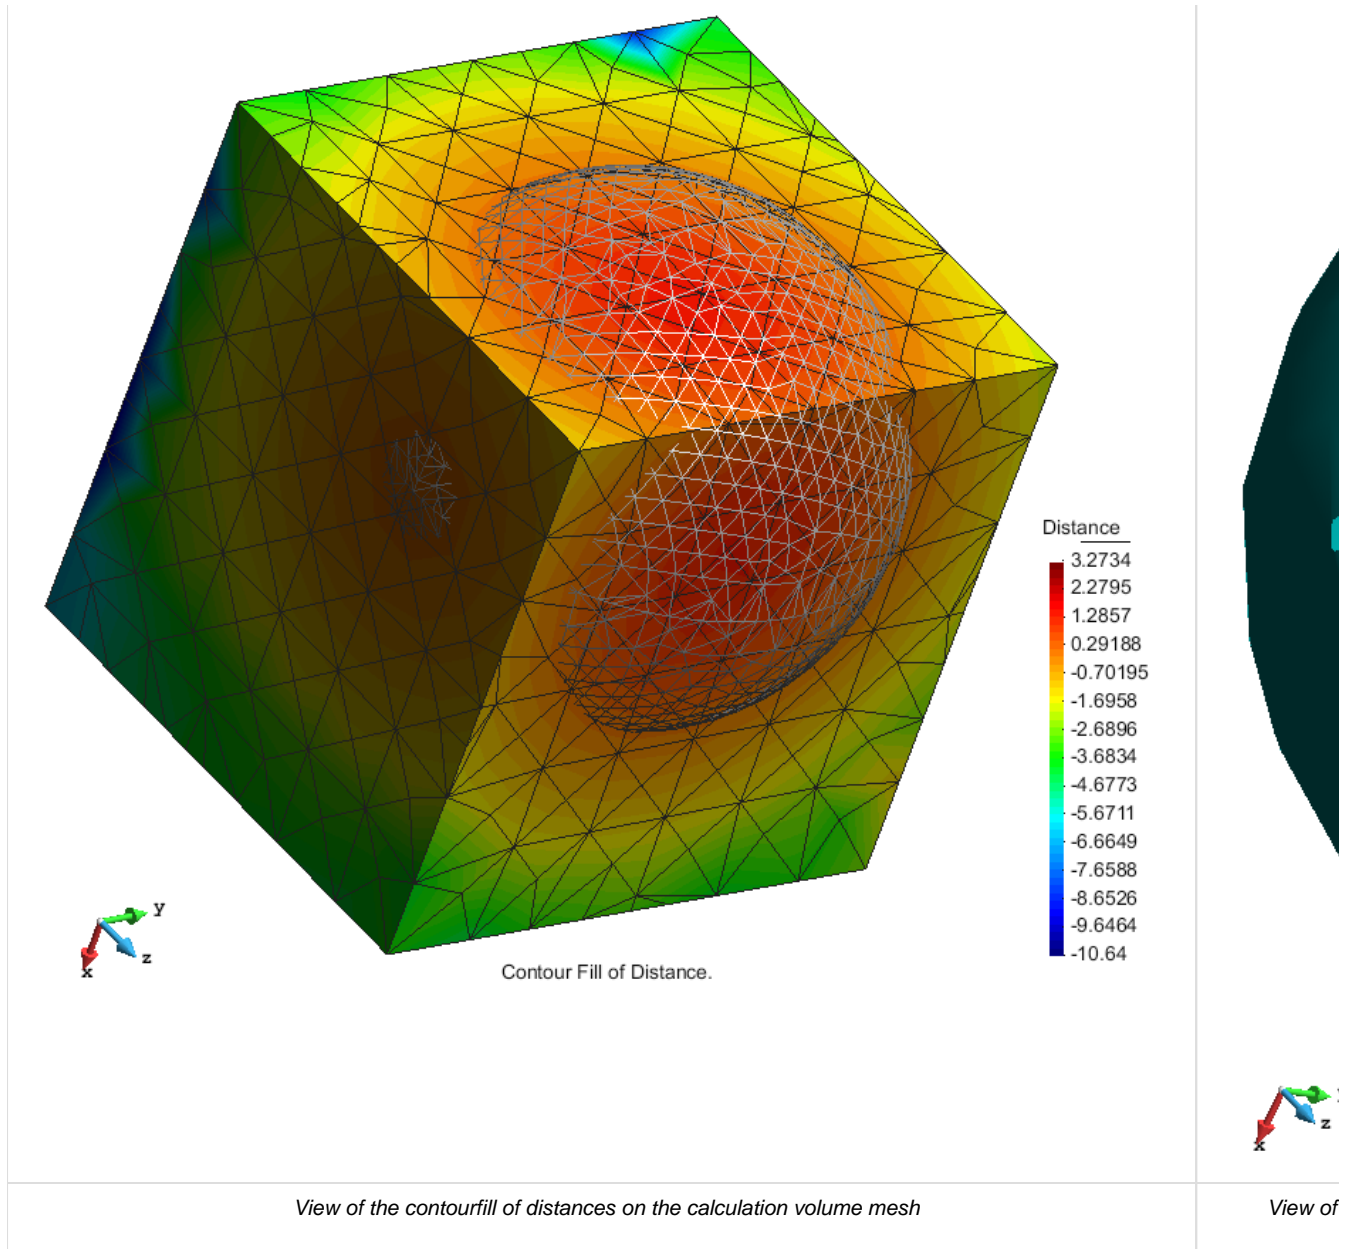 Distance
3.2734
2.2795
1.2857
0.29188
-0.70195
-1.6958
-2.6896
-3.6834
-4.6773
-5.6711
-6.6649
-7.6588
-8.6526
-9.6464
-10.64
y
x
z
Contour Fill of Distance.
z
x
View of the contourfill of distances on the calculation volume mesh
View of